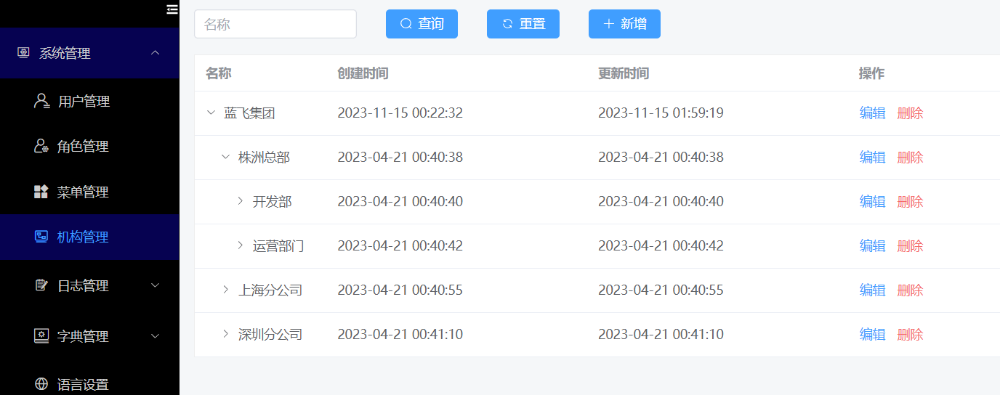 系统管理
用户管理
角色管理
菜单管理
机构管理
日志管理
字典管理
语言设置
名称 查询 重置 新增
名称 创建时间 更新时间 操作
蓝飞集团 2023-11-15 00:22:32 2023-11-15 01:59:19 编辑 删除
株洲总部 2023-04-21 00:40:38 2023-04-21 00:40:38 编辑 删除
开发部 2023-04-21 00:40:40 2023-04-21 00:40:40 编辑 删除
运营部门 2023-04-21 00:40:42 2023-04-21 00:40:42 编辑 删除
上海分公司 2023-04-21 00:40:55 2023-04-21 00:40:55 编辑 删除
深圳分公司 2023-04-21 00:41:10 2023-04-21 00:41:10 编辑 删除